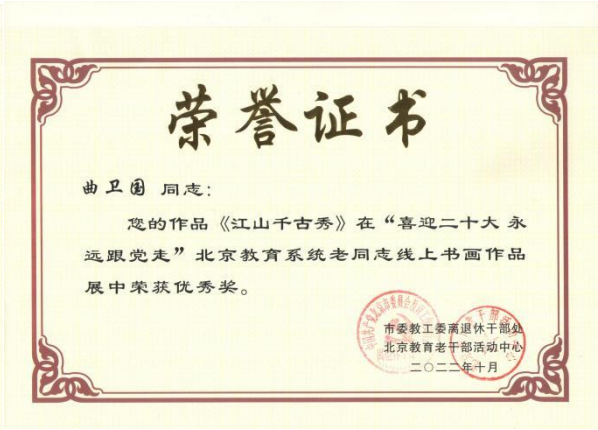 荣誉证书
曲卫国 同志：
您的作品《江山千古秀》在“喜迎二十大 永
远跟党走”北京教育系统老同志线上书画作品
展中荣获优秀奖。
市委教工委离退休干部处
北京教育老干部活动中心
二〇二二年十月